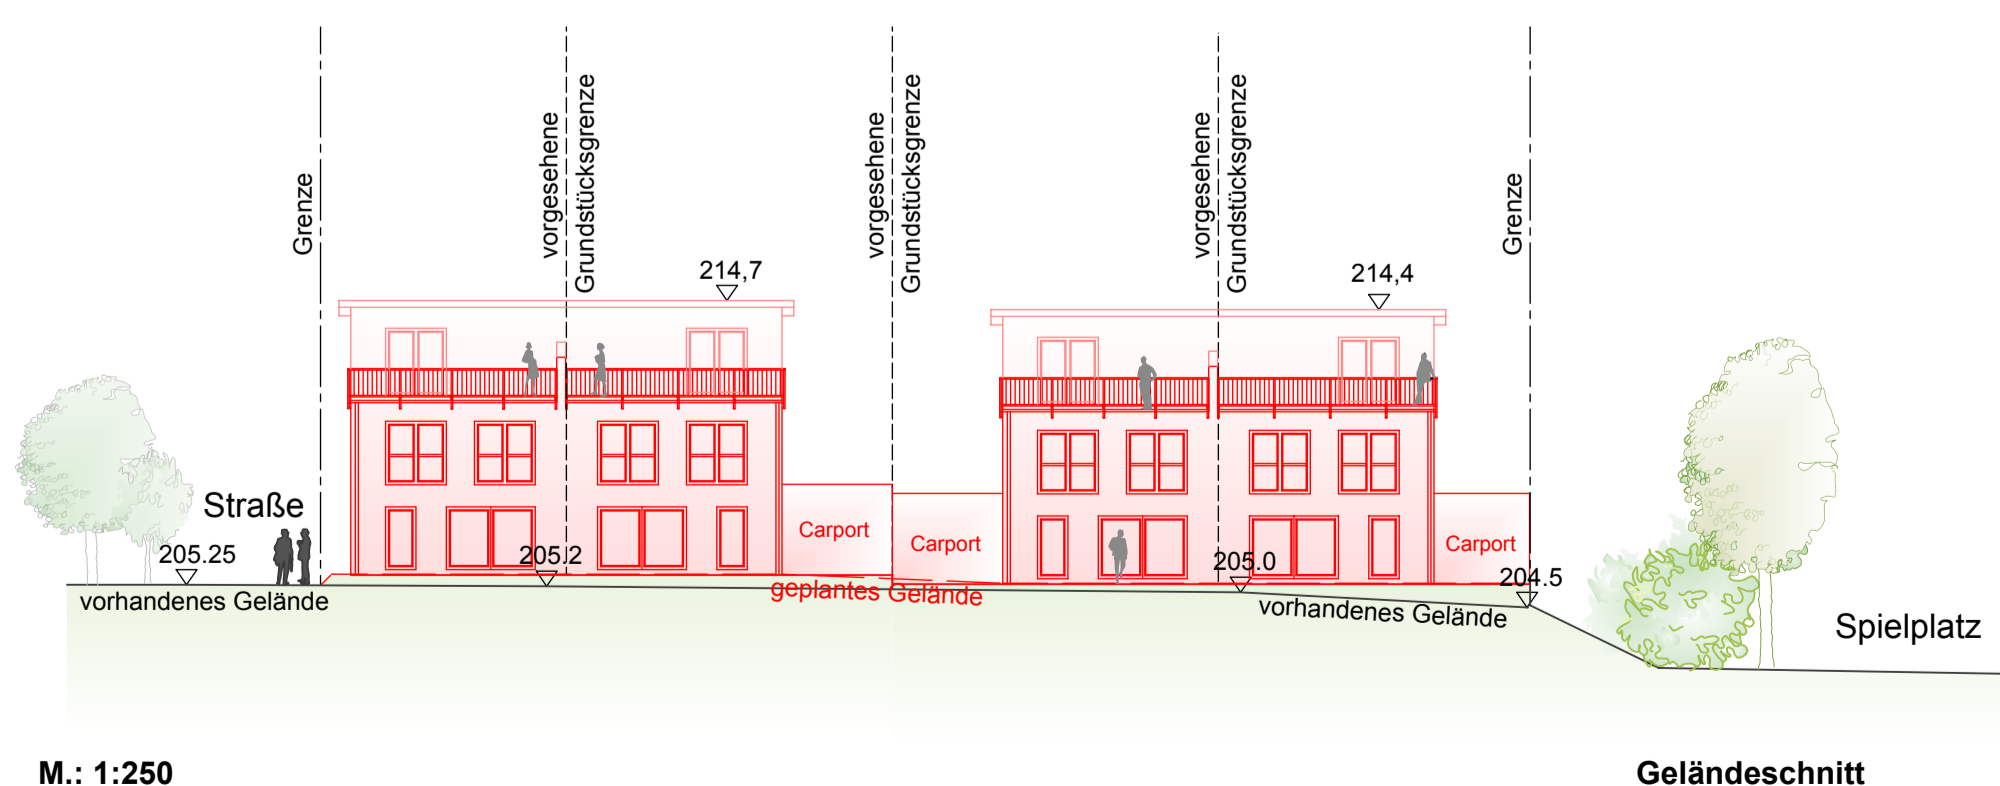 Grenze
vorgesehene
Grundstücksgrenze
vorgesehene
Grundstücksgrenze
vorgesehene
Grundstücksgrenze
Grenze
214,7
214,4
Straße
Carport
Carport
Carport
205.25
205.2
205.0
204.5
vorhandenes Gelände
geplantes Gelände
vorhandenes Gelände
Spielplatz
M.: 1:250
Geländeschnitt